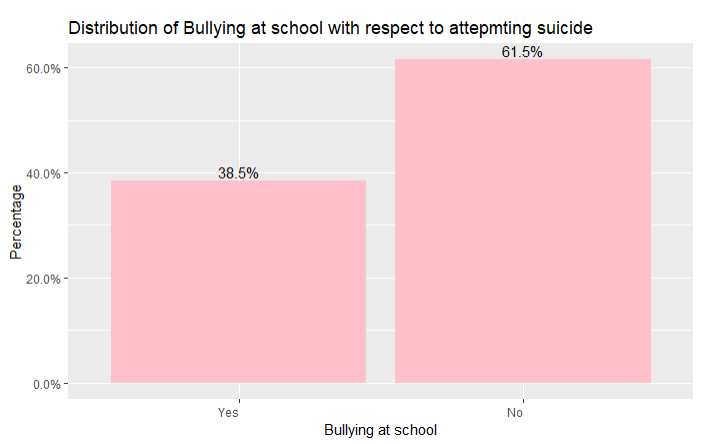 Distribution of Bullying at school with respect to attepmting suicide
61.5%
60.0%
38.5%
40.0%
Percentage
20.0%
0.0%
Yes
No
Bullying at school